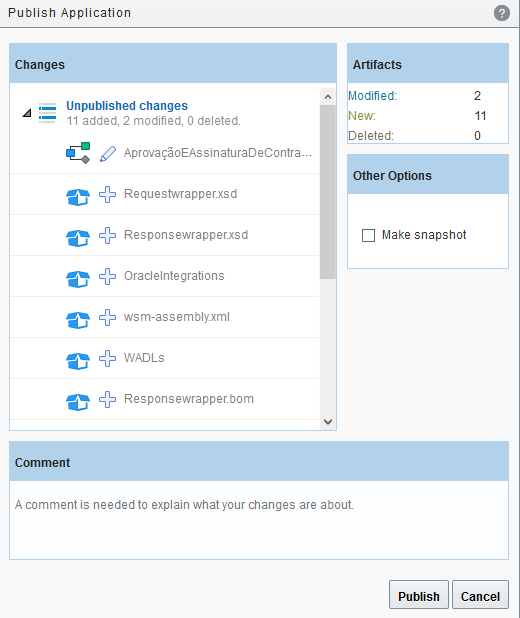 Publish Application
?
Changes
Unpublished changes
11 added, 2 modified, 0 deleted.
AprovaçãoEAssinaturaDeContra...
Requestwrapper.xsd
Responsewrapper.xsd
OracleIntegrations
wsm-assembly.xml
WADLs
Responsewrapper.bom
Artifacts
Modified: 2
New: 11
Deleted: 0
Other Options
Make snapshot
Comment
A comment is needed to explain what your changes are about.
Publish
Cancel